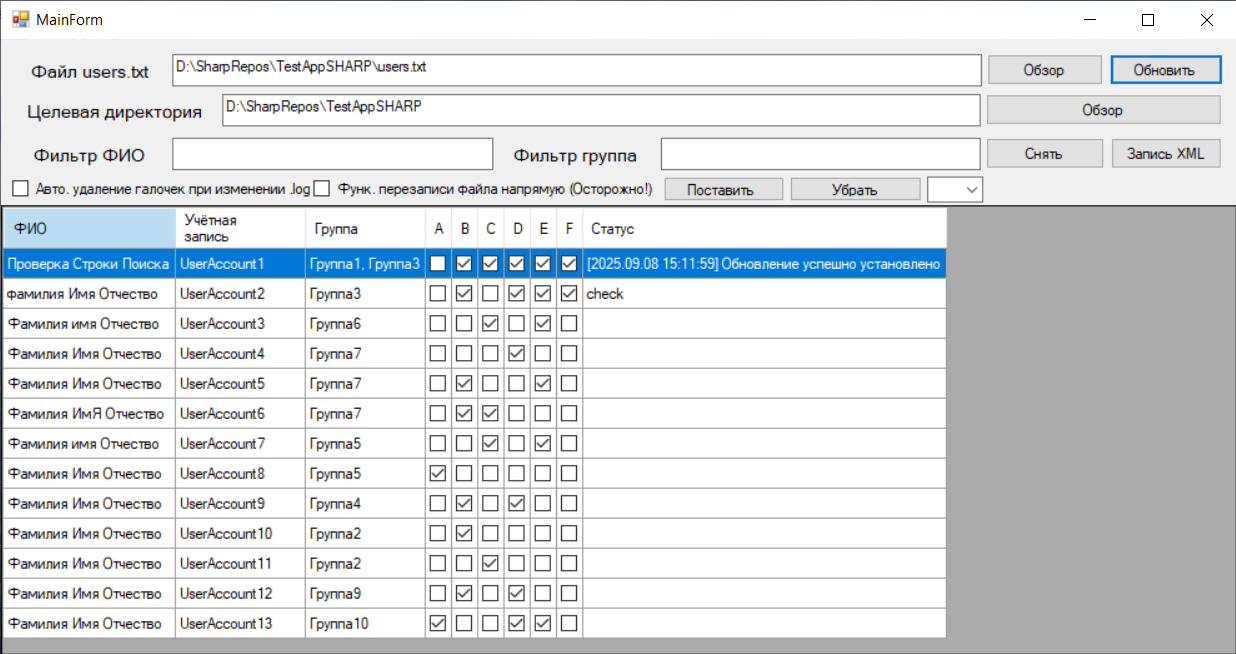 MainForm
Файл users.txt D:\SharpRepos\TestAppSHARP\users.txt Обзор Обновить
Целевая директория D:\SharpRepos\TestAppSHARP Обзор
Фильтр ФИО Фильтр группа Снять Запись XML
Авто. удаление галочек при изменении .log Функ. перезаписи файла напрямую (Осторожно!) Поставить Убрать
ФИО Учётная запись Группа A B C D E F Статус
Проверка Строки Поиска UserAccount1 Группа1, Группа3 [2025.09.08 15:11:59] Обновление успешно установлено
фамилия Имя Отчество UserAccount2 Группа3 check
Фамилия имя Отчество UserAccount3 Группа6
Фамилия Имя Отчество UserAccount4 Группа7
Фамилия Имя Отчество UserAccount5 Группа7
Фамилия ИмЯ Отчество UserAccount6 Группа7
Фамилия имя Отчество UserAccount7 Группа5
Фамилия Имя Отчество UserAccount8 Группа5
Фамилия Имя Отчество UserAccount9 Группа4
Фамилия Имя Отчество UserAccount10 Группа2
Фамилия Имя Отчество UserAccount11 Группа2
Фамилия Имя Отчество UserAccount12 Группа9
Фамилия Имя Отчество UserAccount13 Группа10